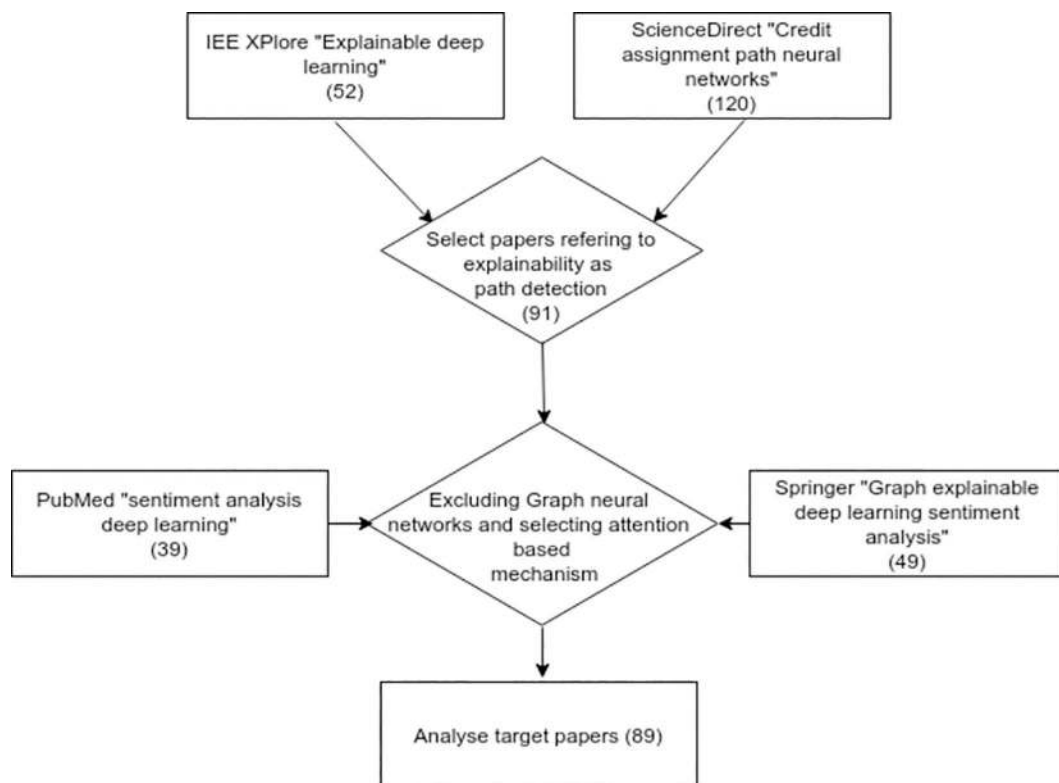 IEE XPlore "Explainable deep
learning"
(52)
ScienceDirect "Credit
assignment path neural
networks"
(120)
Select papers refering to
explainability as
path detection
(91)
PubMed "sentiment analysis
deep learning"
(39)
Excluding Graph neural
networks and selecting attention
based
mechanism
Springer "Graph explainable
deep learning sentiment
analysis"
(49)
Analyse target papers (89)